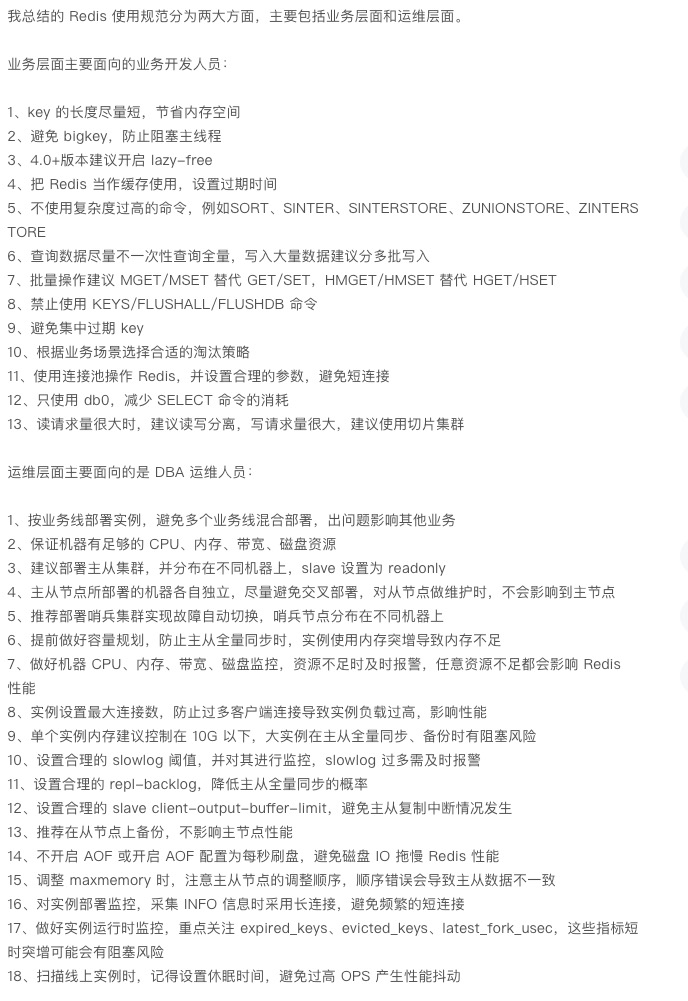 我总结的 Redis 使用规范分为两大方面，主要包括业务层面和运维层面。
业务层面主要面向的业务开发人员：
1、key 的长度尽量短，节省内存空间
2、避免 bigkey，防止阻塞主线程
3、4.0+版本建议开启 lazy-free
4、把 Redis 当作缓存使用，设置过期时间
5、不使用复杂度过高的命令，例如SORT、SINTER、SINTERSTORE、ZUNIONSTORE、ZINTERS
TORE
6、查询数据尽量不一次性查询全量，写入大量数据建议分多批写入
7、批量操作建议 MGET/MSET 替代 GET/SET，HMGET/HMSET 替代 HGET/HSET
8、禁止使用 KEYS/FLUSHALL/FLUSHDB 命令
9、避免集中过期 key
10、根据业务场景选择合适的淘汰策略
11、使用连接池操作 Redis，并设置合理的参数，避免短连接
12、只使用 db0，减少 SELECT 命令的消耗
13、读请求量很大时，建议读写分离，写请求量很大，建议使用切片集群
运维层面主要面向的是 DBA 运维人员：
1、按业务线部署实例，避免多个业务线混合部署，出问题影响其他业务
2、保证机器有足够的 CPU、内存、带宽、磁盘资源
3、建议部署主从集群，并分布在不同机器上，slave 设置为 readonly
4、主从节点所部署的机器各自独立，尽量避免交叉部署，对从节点做维护时，不会影响到主节点
5、推荐部署哨兵集群实现故障自动切换，哨兵节点分布在不同机器上
6、提前做好容量规划，防止主从全量同步时，实例使用内存突增导致内存不足
7、做好机器 CPU、内存、带宽、磁盘监控，资源不足时及时报警，任意资源不足都会影响 Redis
性能
8、实例设置最大连接数，防止过多客户端连接导致实例负载过高，影响性能
9、单个实例内存建议控制在 10G 以下，大实例在主从全量同步、备份时有阻塞风险
10、设置合理的 slowlog 阈值，并对其进行监控，slowlog 过多需及时报警
11、设置合理的 repl-backlog，降低主从全量同步的概率
12、设置合理的 slave client-output-buffer-limit，避免主从复制中断情况发生
13、推荐在从节点上备份，不影响主节点性能
14、不开启 AOF 或开启 AOF 配置为每秒刷盘，避免磁盘 IO 拖慢 Redis 性能
15、调整 maxmemory 时，注意主从节点的调整顺序，顺序错误会导致主从数据不一致
16、对实例部署监控，采集 INFO 信息时采用长连接，避免频繁的短连接
17、做好实例运行时监控，重点关注 expired_keys、evicted_keys、latest_fork_usec，这些指标短
时突增可能会有阻塞风险
18、扫描线上实例时，记得设置休眠时间，避免过高 OPS 产生性能抖动